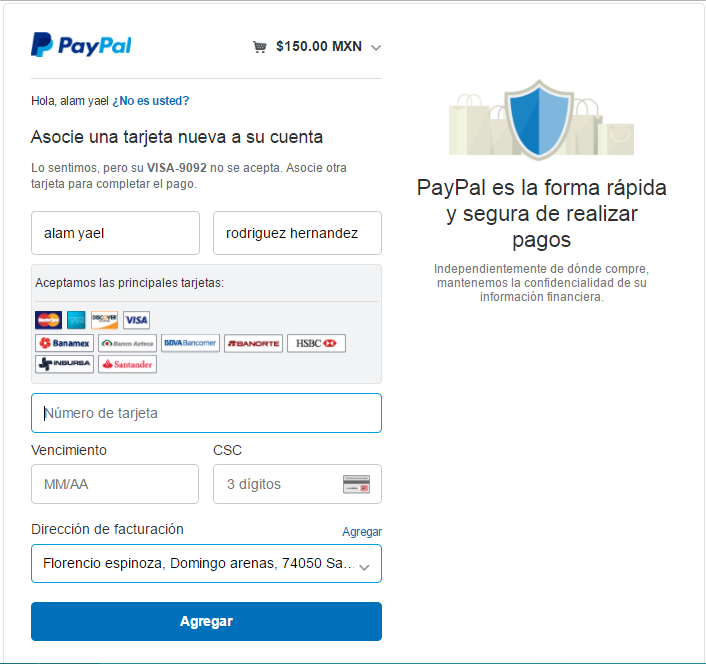 PayPal
$150.00 MXN
Hola, alam yael ¿No es usted?
Asocie una tarjeta nueva a su cuenta
Lo sentimos, pero su VISA-9092 no se acepta. Asocie otra
tarjeta para completar el pago.
alam yael
rodriguez hernandez
Aceptamos las principales tarjetas:
MasterCard
DISCOVER
VISA
Banamex
Banco Azteca
BBVA Bancomer
BANORTE
HSBC
INBURSA
Santander
Número de tarjeta
Vencimiento
CSC
MM/AA
3 dígitos
Dirección de facturación
Agregar
Florencio espinoza, Domingo arenas, 74050 Sa...
Agregar
PayPal es la forma rápida
y segura de realizar
pagos
Independientemente de dónde compre,
mantenemos la confidencialidad de su
información financiera.